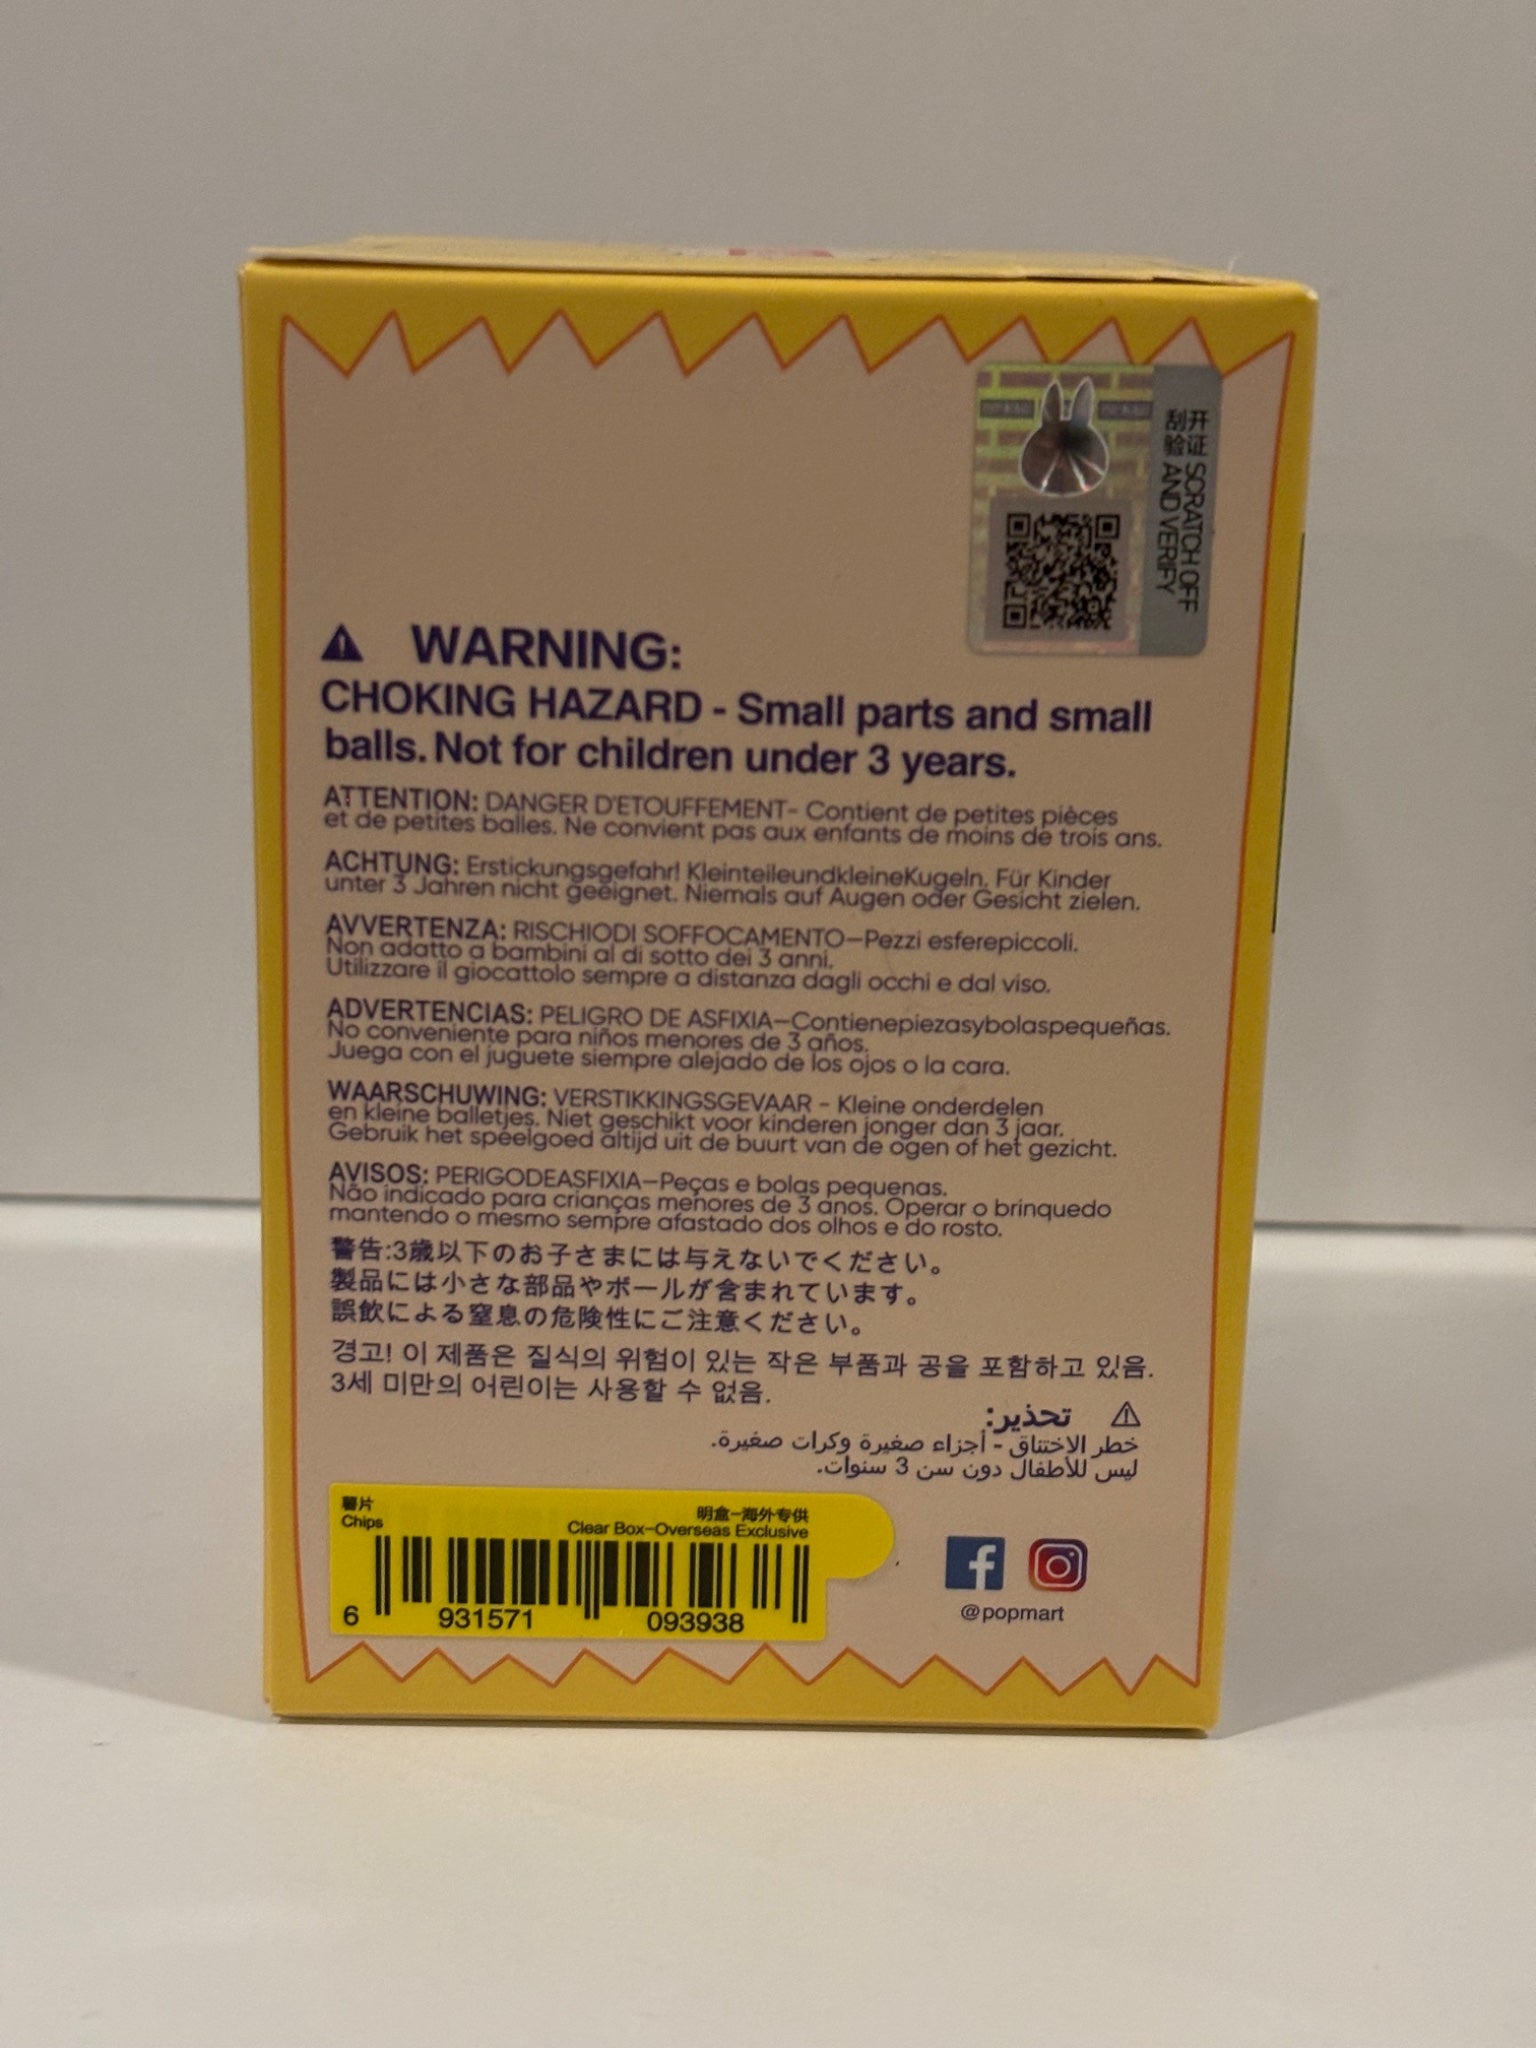 开 SCRATCH OFF
证 AND VERIFY
刮
验
⚠ WARNING:
CHOKING HAZARD - Small parts and small
balls. Not for children under 3 years.
ATTENTION: DANGER D'ETOUFFEMENT- Contient de petites pièces
et de petites balles. Ne convient pas aux enfants de moins de trois ans.
ACHTUNG: Erstickungsgefahr! KleinteileundkleineKugeln. Für Kinder
unter 3 Jahren nicht geeignet. Niemals auf Augen oder Gesicht zielen.
AVVERTENZA: RISCHIODI SOFFOCAMENTO—Pezzi esferepiccoli.
Non adatto a bambini al di sotto dei 3 anni.
Utilizzare il giocattolo sempre a distanza dagli occhi e dal viso.
ADVERTENCIAS: PELIGRO DE ASFIXIA—Contienepiezasybolaspequeñas.
No conveniente para niños menores de 3 años.
Juega con el juguete siempre alejado de los ojos o la cara.
WAARSCHUWING: VERSTIKKINGSGEVAAR - Kleine onderdelen
en kleine balletjes. Niet geschikt voor kinderen jonger dan 3 jaar.
Gebruik het speelgoed altijd uit de buurt van de ogen of het gezicht.
AVISOS: PERIGODEASFIXIA—Peças e bolas pequenas.
Não indicado para crianças menores de 3 anos. Operar o brinquedo
mantendo o mesmo sempre afastado dos olhos e do rosto.
警告:3歳以下のお子さまには与えないでください。
製品には小さな部品やボールが含まれています。
誤飲による窒息の危険性にご注意ください。
경고! 이 제품은 질식의 위험이 있는 작은 부품과 공을 포함하고 있음.
3세 미만의 어린이는 사용할 수 없음.
⚠ تحذير:
خطر الاختناق - أجزاء صغيرة وكرات صغيرة.
ليس للأطفال دون سن 3 سنوات.
薯片
Chips
明盒-海外专供
Clear Box-Overseas Exclusive
6 931571 093938
@popmart